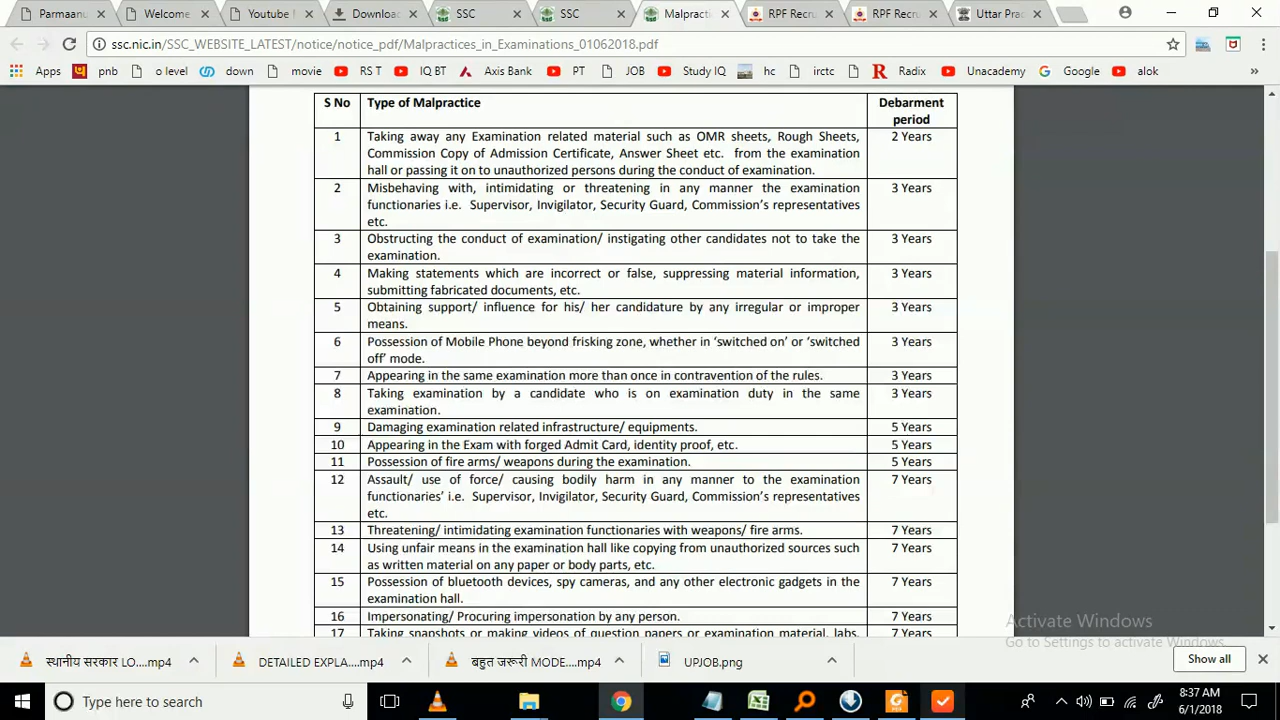 Parmaanu
Welcome
Youtube
Downloac
SSC
SSC
Malpracti
RPF Recru
RPF Recru
Uttar Pra
ssc.nic.in/SSC_WEBSITE_LATEST/notice/notice_pdf/Malpractices_in_Examinations_01062018.pdf
Apps pnb o level down movie RS T IQ BT Axis Bank PT JOB Study IQ hc irctc Radix Unacademy Google alok »
S No Type of Malpractice Debarment
period
1 Taking away any Examination related material such as OMR sheets, Rough Sheets, 2 Years
Commission Copy of Admission Certificate, Answer Sheet etc. from the examination
hall or passing it on to unauthorized persons during the conduct of examination.
2 Misbehaving with, intimidating or threatening in any manner the examination 3 Years
functionaries i.e. Supervisor, Invigilator, Security Guard, Commission's representatives
etc.
3 Obstructing the conduct of examination/ instigating other candidates not to take the 3 Years
examination.
4 Making statements which are incorrect or false, suppressing material information, 3 Years
submitting fabricated documents, etc.
5 Obtaining support/ influence for his/ her candidature by any irregular or improper 3 Years
means.
6 Possession of Mobile Phone beyond frisking zone, whether in ‘switched on’ or ‘switched 3 Years
off’ mode.
7 Appearing in the same examination more than once in contravention of the rules. 3 Years
8 Taking examination by a candidate who is on examination duty in the same 3 Years
examination.
9 Damaging examination related infrastructure/ equipments. 5 Years
10 Appearing in the Exam with forged Admit Card, identity proof, etc. 5 Years
11 Possession of fire arms/ weapons during the examination. 5 Years
12 Assault/ use of force/ causing bodily harm in any manner to the examination 7 Years
functionaries’ i.e. Supervisor, Invigilator, Security Guard, Commission's representatives
etc.
13 Threatening/ intimidating examination functionaries with weapons/ fire arms. 7 Years
14 Using unfair means in the examination hall like copying from unauthorized sources such 7 Years
as written material on any paper or body parts, etc.
15 Possession of bluetooth devices, spy cameras, and any other electronic gadgets in the 7 Years
examination hall.
16 Impersonating/ Procuring impersonation by any person. 7 Years
17 Taking snapshots or making videos of question papers or examination material, labs, 7 Years
Activate Windows
Go to Settings to activate Windows.
स्थानीय सरकार LO....mp4
DETAILED EXPLA....mp4
बहुत जरूरी MODE....mp4
UPJOB.png
Show all
Type here to search
8:37 AM
6/1/2018